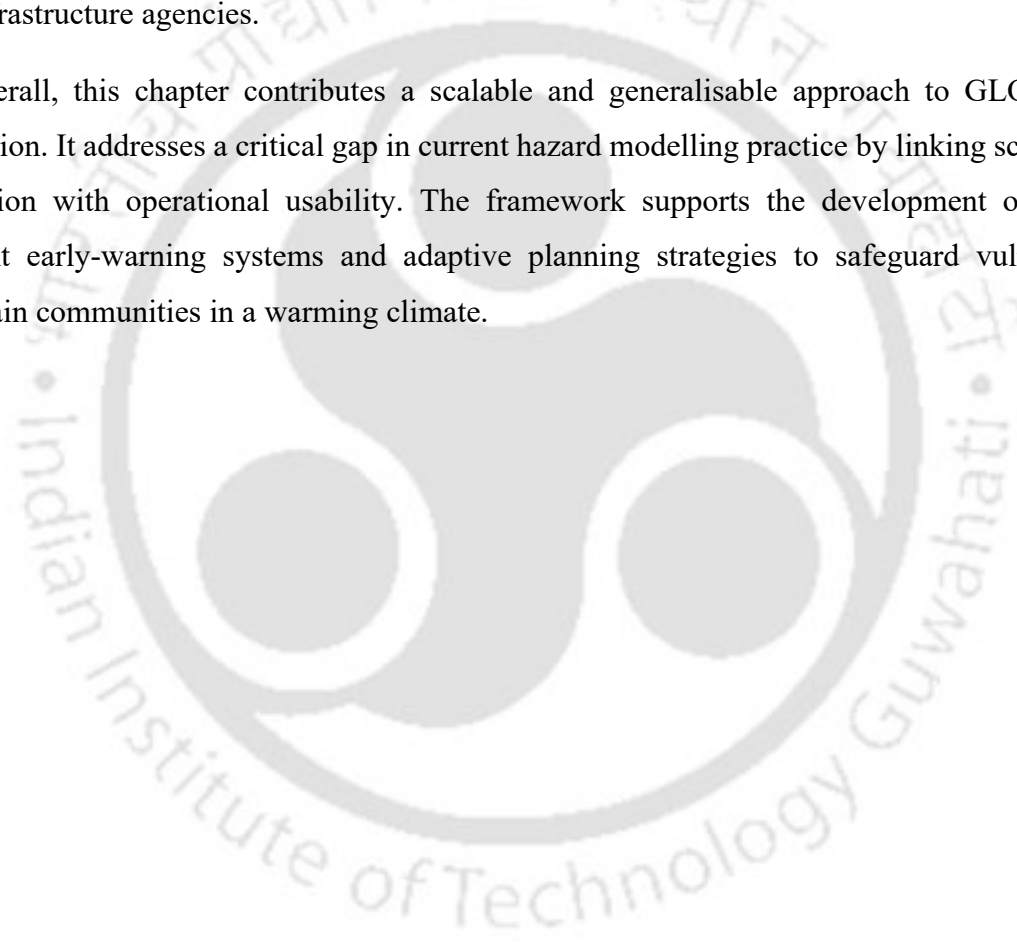 rastructure agencies.
erall, this chapter contributes a scalable and generalisable approach to GLO
ion. It addresses a critical gap in current hazard modelling practice by linking sc
ion with operational usability. The framework supports the development o
t early-warning systems and adaptive planning strategies to safeguard vul
in communities in a warming climate.
Indian Institute of Technology Guwahati